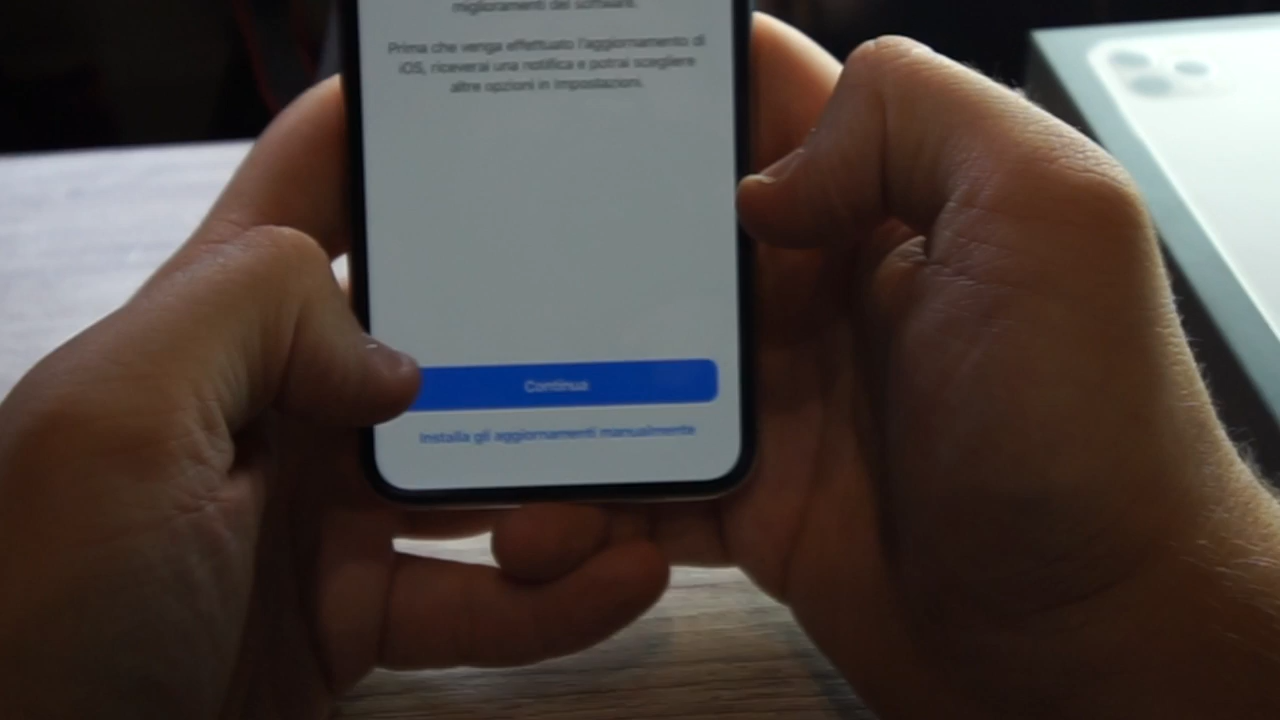 miglioramenti del software.
Prima che venga effettuato l'aggiornamento di
iOS, riceverai una notifica e potrai scegliere
altre opzioni in Impostazioni.
Continua
Installa gli aggiornamenti manualmente